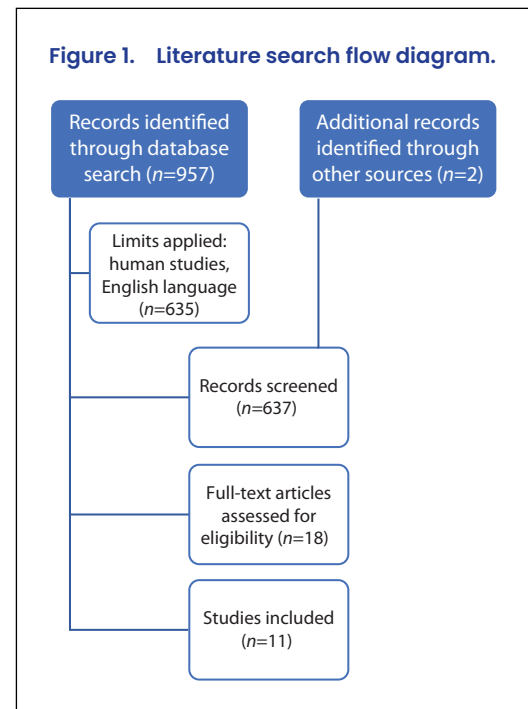 Figure 1. Literature search flow diagram.
Records identified
through database
search (n=957)
Additional records
identified through
other sources (n=2)
Limits applied:
human studies,
English language
(n=635)
Records screened
(n=637)
Full-text articles
assessed for
eligibility (n=18)
Studies included
(n=11)